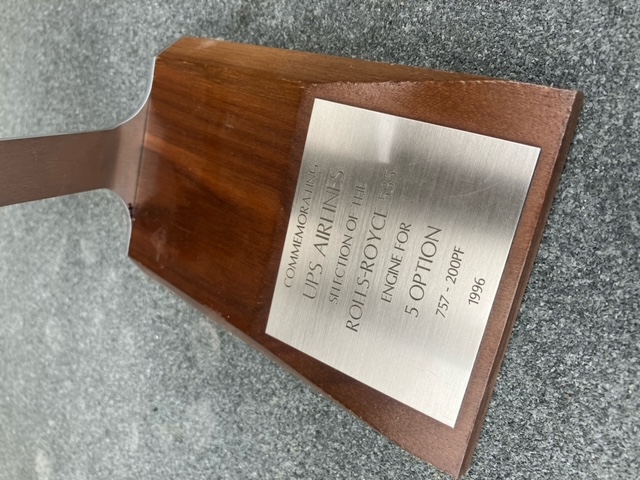 COMMEMORATING
UPS AIRLINES
SELECTION OF THE
ROLLS-ROYCE
ENGINE FOR
5 OPTION
757 - 200PF
1996